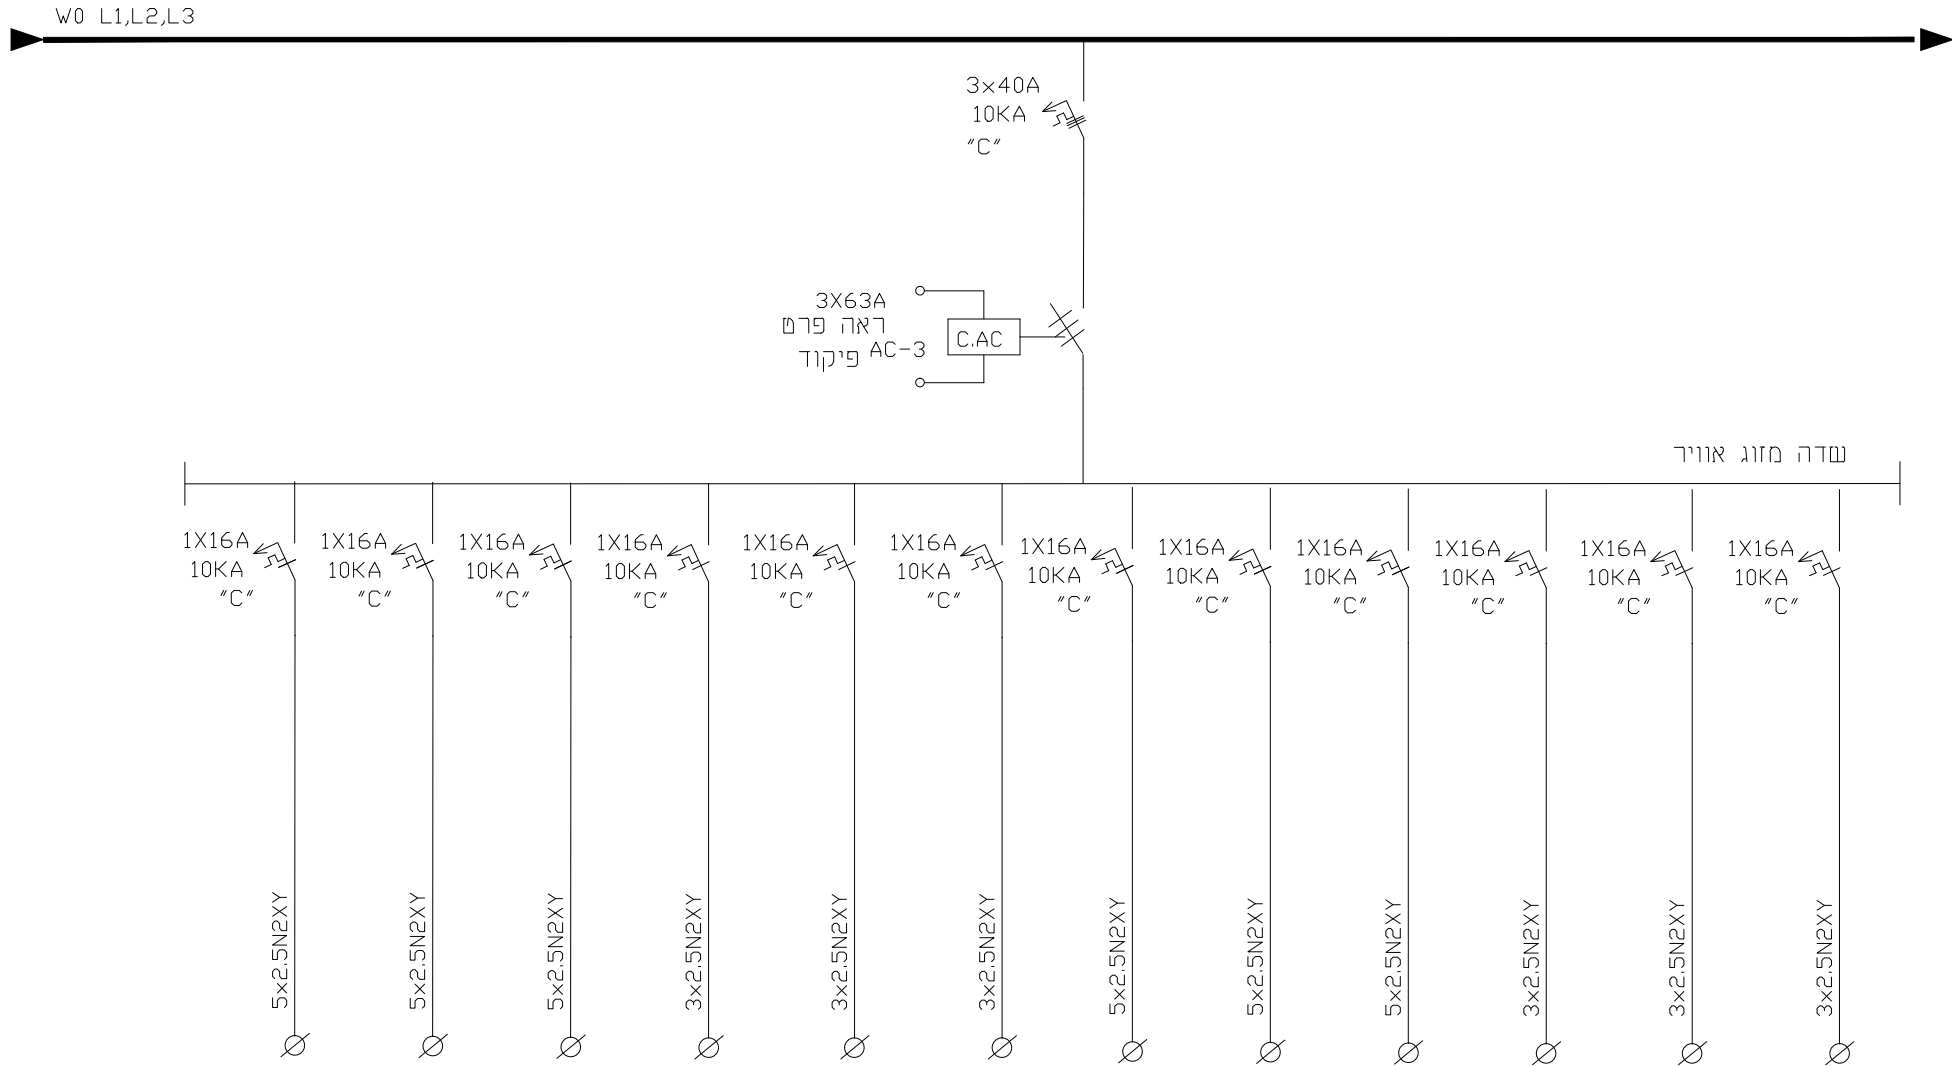 W0 L1,L2,L3
3x40A
10KA
"C"
3X63A
ראה פרט
פיקוד AC-3
C.AC
שדה מזוג אוויר
1X16A
10KA
"C"
1X16A
10KA
"C"
1X16A
10KA
"C"
1X16A
10KA
"C"
1X16A
10KA
"C"
1X16A
10KA
"C"
1X16A
10KA
"C"
1X16A
10KA
"C"
1X16A
10KA
"C"
1X16A
10KA
"C"
1X16A
10KA
"C"
1X16A
10KA
"C"
5x2.5N2XY
5x2.5N2XY
5x2.5N2XY
3x2.5N2XY
3x2.5N2XY
3x2.5N2XY
5x2.5N2XY
5x2.5N2XY
5x2.5N2XY
3x2.5N2XY
3x2.5N2XY
3x2.5N2XY